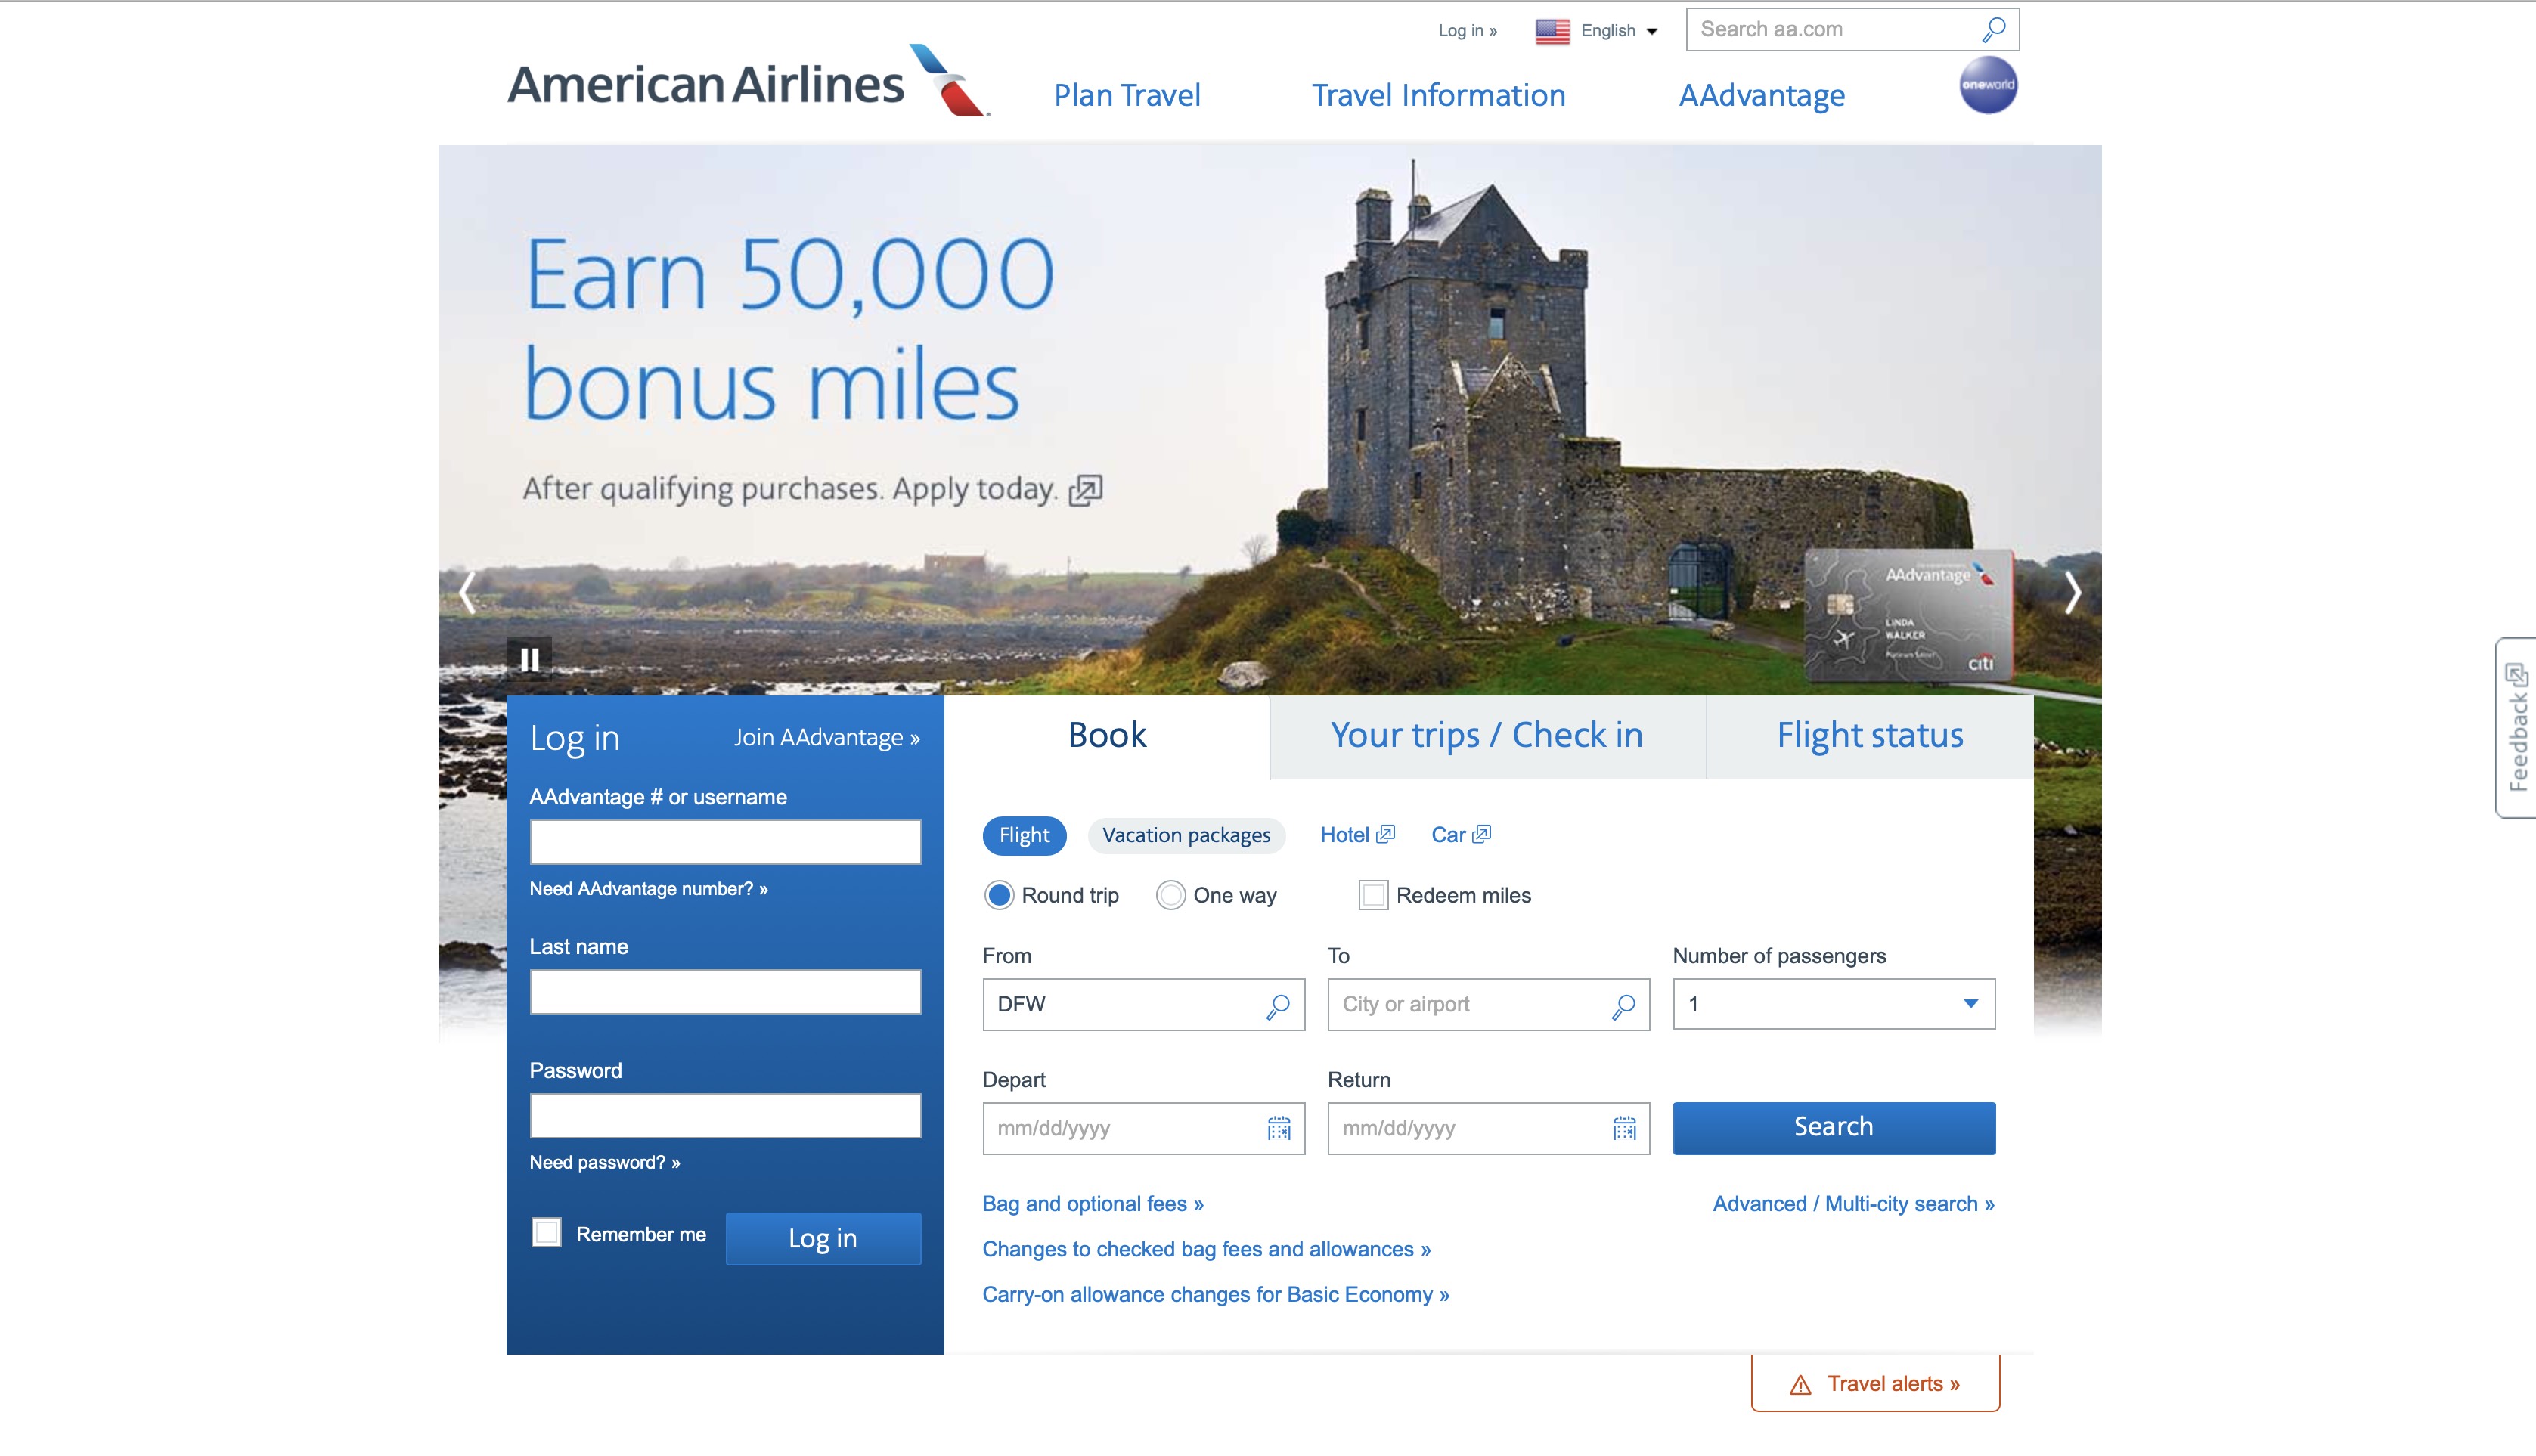 Log in »
English
Search aa.com
American Airlines
Plan Travel
Travel Information
AAdvantage
oneworld
Earn 50,000
bonus miles
After qualifying purchases. Apply today.
AAdvantage
LINDA
WALKER
citi
Feedback
Log in
Join AAdvantage »
AAdvantage # or username
Need AAdvantage number? »
Last name
Password
Need password? »
Remember me
Log in
Book
Your trips / Check in
Flight status
Flight
Vacation packages
Hotel
Car
Round trip
One way
Redeem miles
From
To
Number of passengers
DFW
City or airport
1
Depart
Return
mm/dd/yyyy
mm/dd/yyyy
Search
Bag and optional fees »
Advanced / Multi-city search »
Changes to checked bag fees and allowances »
Carry-on allowance changes for Basic Economy »
Travel alerts »